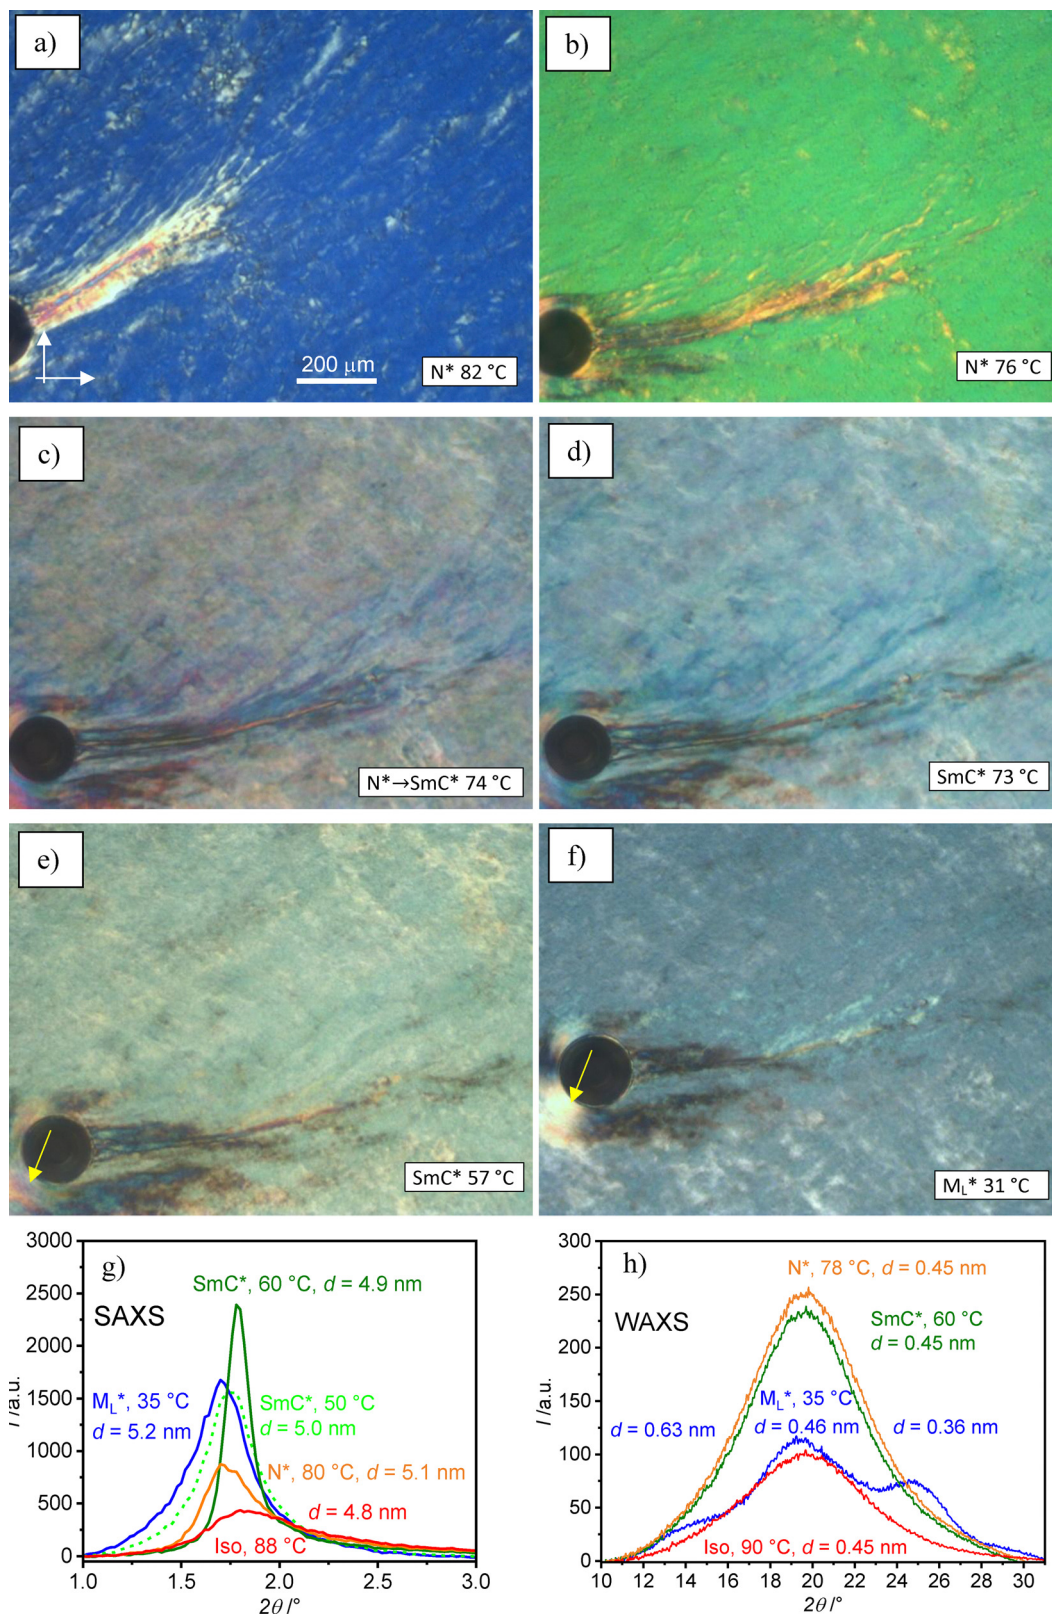 a)
b)
200 μm
N* 82 °C
N* 76 °C
c)
d)
N*→SmC* 74 °C
SmC* 73 °C
e)
f)
SmC* 57 °C
M_L* 31 °C
g)
SAXS
3000
2500
2000
1500
1000
500
0
I /a.u.
SmC*, 60 °C, d = 4.9 nm
M_L*, 35 °C
d = 5.2 nm
SmC*, 50 °C
d = 5.0 nm
N*, 80 °C, d = 5.1 nm
d = 4.8 nm
Iso, 88 °C
1.0 1.5 2.0 2.5 3.0
2θ /°
h)
WAXS
300
250
200
150
100
50
0
I /a.u.
N*, 78 °C, d = 0.45 nm
SmC*, 60 °C
d = 0.45 nm
M_L*, 35 °C
d = 0.63 nm
d = 0.46 nm
d = 0.36 nm
Iso, 90 °C, d = 0.45 nm
10 12 14 16 18 20 22 24 26 28 30
2θ /°